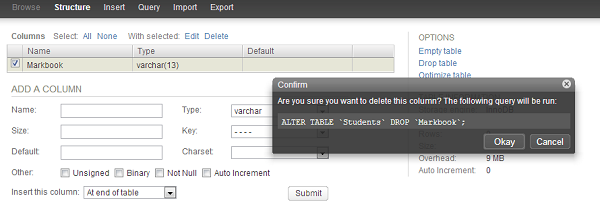 Browse Structure Insert Query Import Export
Columns Select: All None With selected: Edit Delete
OPTIONS
Name Type Default
Empty table
Markbook varchar(13)
Drop table
Optimize table
ADD A COLUMN
Confirm
Name: Type: varchar
Are you sure you want to delete this column? The following query will be run:
Size: Key: - - - -
ALTER TABLE `Students` DROP `Markbook`;
Default: Charset:
Okay Cancel
Overhead: 9 MB
Other: Unsigned Binary Not Null Auto Increment
Auto Increment: 0
Insert this column: At end of table Submit